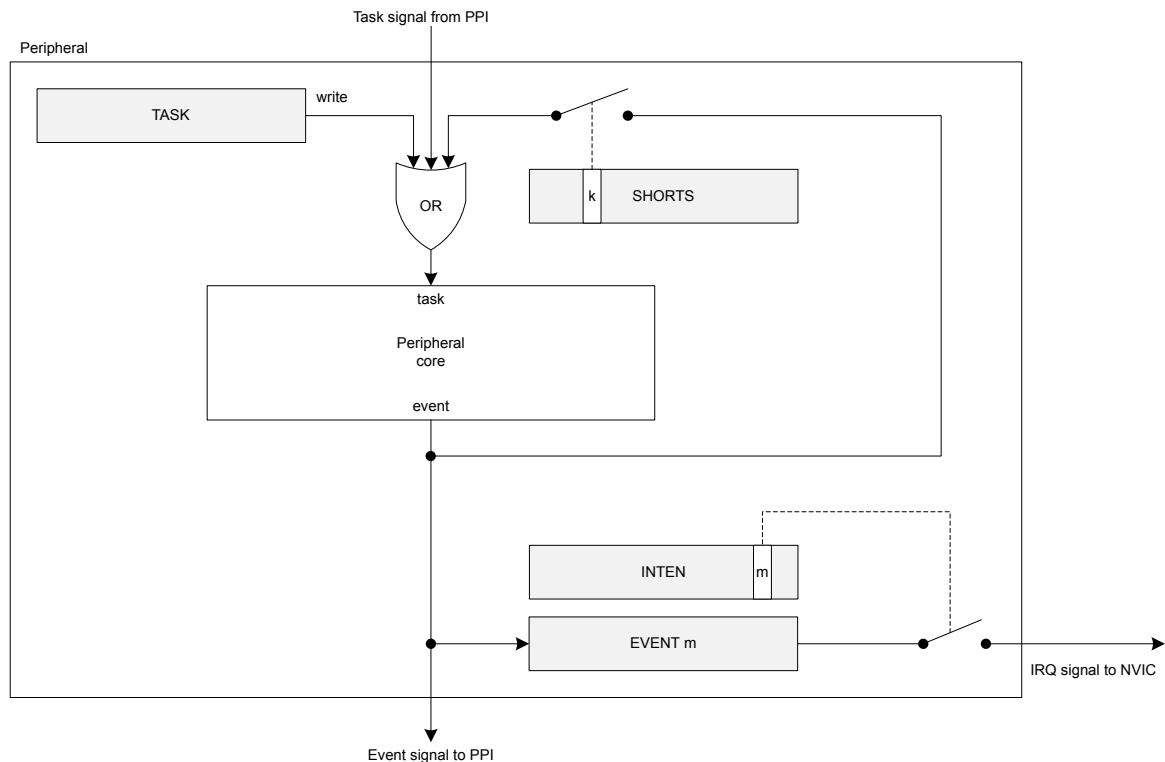 Task signal from PPI
Peripheral
write
TASK
k
SHORTS
OR
task
Peripheral
core
event
INTEN
m
EVENT m
IRQ signal to NVIC
Event signal to PPI